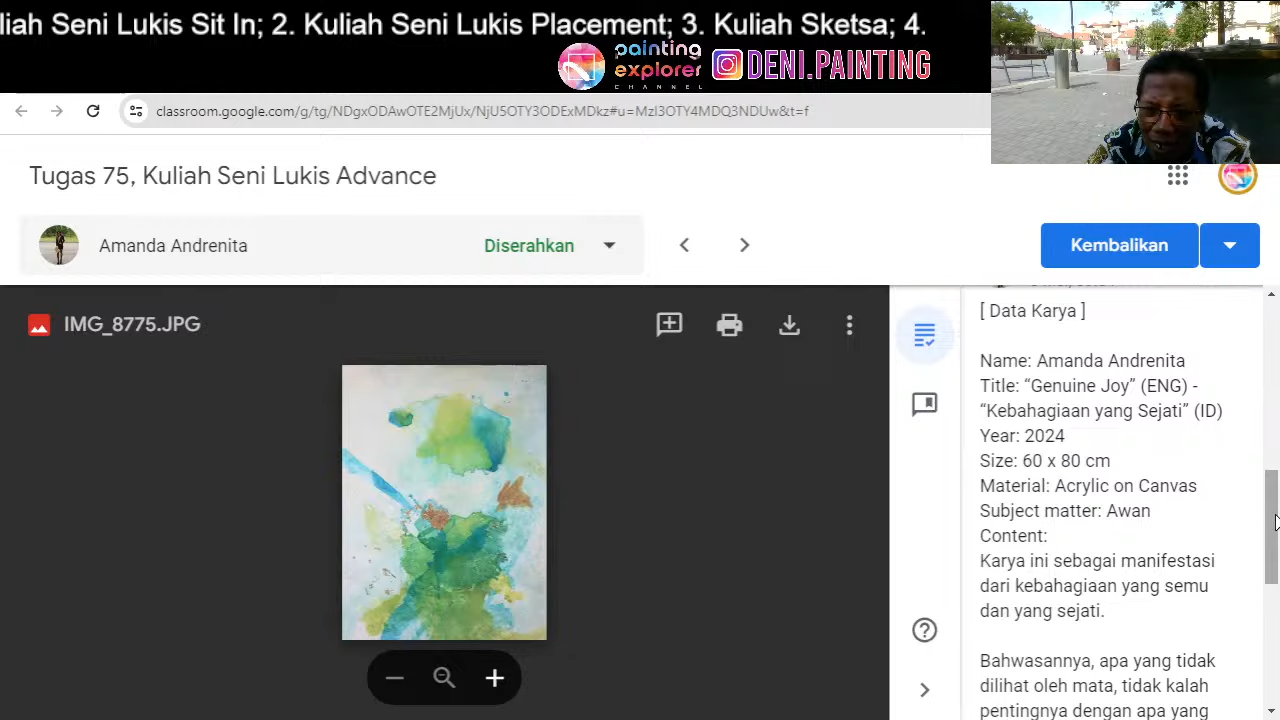 liah Seni Lukis Sit In; 2. Kuliah Seni Lukis Placement; 3. Kuliah Sketsa; 4.
painting
explorer
CHANNEL
DENI.PAINTING
classroom.google.com/g/tg/NDgxODAwOTE2MjUx/NjU5OTY3ODExMDkz#u=MzI3OTY4MDQ3NDUw&t=f
Tugas 75, Kuliah Seni Lukis Advance
Amanda Andrenita
Diserahkan
Kembalikan
IMG_8775.JPG
[ Data Karya ]
Name: Amanda Andrenita
Title: “Genuine Joy” (ENG) -
“Kebahagiaan yang Sejati” (ID)
Year: 2024
Size: 60 x 80 cm
Material: Acrylic on Canvas
Subject matter: Awan
Content:
Karya ini sebagai manifestasi
dari kebahagiaan yang semu
dan yang sejati.
Bahwasannya, apa yang tidak
dilihat oleh mata, tidak kalah
pentingnya dengan apa yang